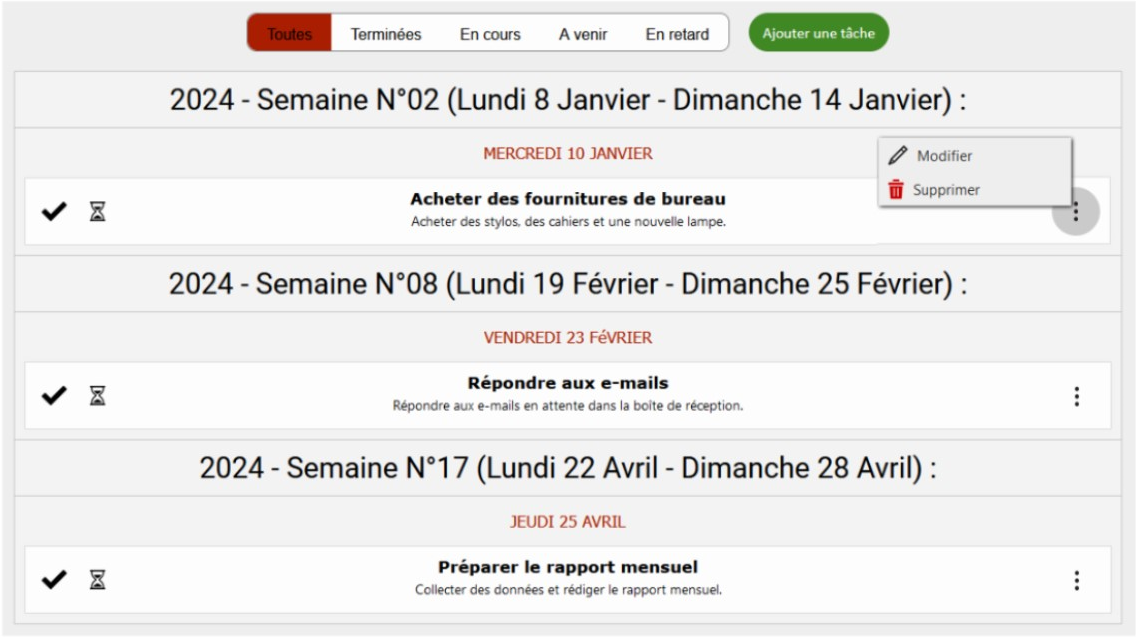 Toutes Terminées En cours A venir En retard Ajouter une tâche
2024 - Semaine N°02 (Lundi 8 Janvier - Dimanche 14 Janvier) :
MERCREDI 10 JANVIER
Modifier
Supprimer
Acheter des fournitures de bureau
Acheter des stylos, des cahiers et une nouvelle lampe.
2024 - Semaine N°08 (Lundi 19 Février - Dimanche 25 Février) :
VENDREDI 23 FéVRIER
Répondre aux e-mails
Répondre aux e-mails en attente dans la boîte de réception.
2024 - Semaine N°17 (Lundi 22 Avril - Dimanche 28 Avril) :
JEUDI 25 AVRIL
Préparer le rapport mensuel
Collecter des données et rédiger le rapport mensuel.